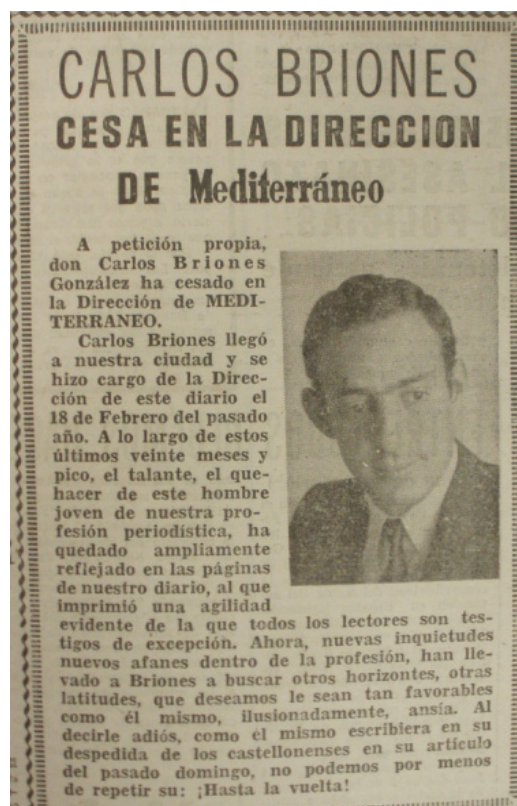 CARLOS BRIONES
CESA EN LA DIRECCION
DE Mediterráneo
A petición propia,
don Carlos Briones
González ha cesado en
la Dirección de MEDI-
TERRANEO.
Carlos Briones llegó
a nuestra ciudad y se
hizo cargo de la Direc-
ción de este diario el
18 de Febrero del pasado
año. A lo largo de estos
últimos veinte meses y
pico, el talante, el que-
hacer de este hombre
joven de nuestra pro-
fesión periodística, ha
quedado ampliamente
reflejado en las páginas
de nuestro diario, al que
imprimió una agilidad
evidente de la que todos los lectores son tes-
tigos de excepción. Ahora, nuevas inquietudes
nuevos afanes dentro de la profesión, han lle-
vado a Briones a buscar otros horizontes, otras
latitudes, que deseamos le sean tan favorables
como él mismo, ilusionadamente, ansía. Al
decirle adiós, como él mismo escribiera en su
despedida de los castellonenses en su artículo
del pasado domingo, no podemos por menos
de repetir su: ¡Hasta la vuelta!